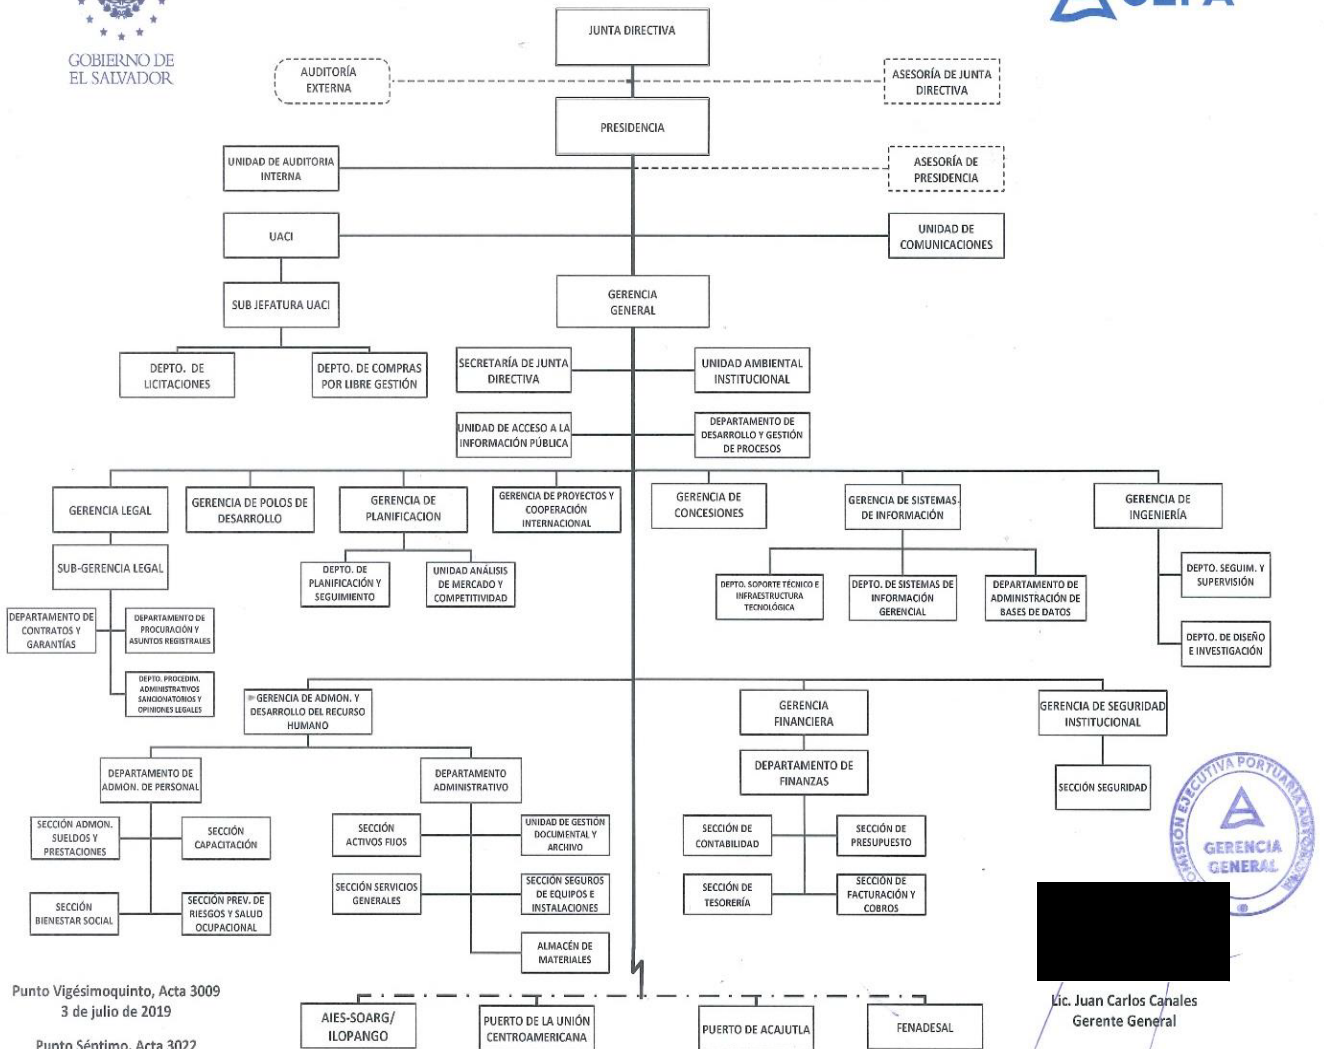 GOBIERNO DE
EL SALVADOR
CEPA
JUNTA DIRECTIVA
AUDITORÍA
EXTERNA
ASESORÍA DE JUNTA
DIRECTIVA
PRESIDENCIA
UNIDAD DE AUDITORIA
INTERNA
ASESORÍA DE
PRESIDENCIA
UACI
UNIDAD DE
COMUNICACIONES
SUB JEFATURA UACI
GERENCIA
GENERAL
DEPTO. DE
LICITACIONES
DEPTO. DE COMPRAS
POR LIBRE GESTIÓN
SECRETARÍA DE JUNTA
DIRECTIVA
UNIDAD AMBIENTAL
INSTITUCIONAL
UNIDAD DE ACCESO A LA
INFORMACIÓN PÚBLICA
DEPARTAMENTO DE
DESARROLLO Y GESTIÓN
DE PROCESOS
GERENCIA LEGAL
GERENCIA DE POLOS DE
DESARROLLO
GERENCIA DE
PLANIFICACION
GERENCIA DE PROYECTOS Y
COOPERACIÓN
INTERNACIONAL
GERENCIA DE
CONCESIONES
GERENCIA DE SISTEMAS
DE INFORMACIÓN
GERENCIA DE
INGENIERÍA
SUB-GERENCIA LEGAL
DEPTO. DE
PLANIFICACIÓN Y
SEGUIMIENTO
UNIDAD ANÁLISIS
DE MERCADO Y
COMPETITIVIDAD
DEPTO. SOPORTE TÉCNICO E
INFRAESTRUCTURA
TECNOLÓGICA
DEPTO. DE SISTEMAS DE
INFORMACIÓN
GERENCIAL
DEPARTAMENTO DE
ADMINISTRACIÓN DE
BASES DE DATOS
DEPTO. SEGUIM. Y
SUPERVISIÓN
DEPARTAMENTO DE
CONTRATOS Y
GARANTÍAS
DEPARTAMENTO DE
PROCURACIÓN Y
ASUNTOS REGISTRALES
DEPTO. DE DISEÑO
E INVESTIGACIÓN
DEPTO. PROCEDIM.
ADMINISTRATIVOS
SANCIONATORIOS Y
OPINIONES LEGALES
GERENCIA DE ADMON. Y
DESARROLLO DEL RECURSO
HUMANO
GERENCIA
FINANCIERA
GERENCIA DE SEGURIDAD
INSTITUCIONAL
DEPARTAMENTO DE
ADMON. DE PERSONAL
DEPARTAMENTO
ADMINISTRATIVO
DEPARTAMENTO DE
FINANZAS
SECCIÓN SEGURIDAD
SECCIÓN ADMON.
SUELDOS Y
PRESTACIONES
SECCIÓN
CAPACITACIÓN
SECCIÓN
ACTIVOS FIJOS
UNIDAD DE GESTIÓN
DOCUMENTAL Y
ARCHIVO
SECCIÓN DE
CONTABILIDAD
SECCIÓN DE
PRESUPUESTO
SECCIÓN
BIENESTAR SOCIAL
SECCIÓN PREV. DE
RIESGOS Y SALUD
OCUPACIONAL
SECCIÓN SERVICIOS
GENERALES
SECCIÓN SEGUROS
DE EQUIPOS E
INSTALACIONES
SECCIÓN DE
TESORERÍA
SECCIÓN DE
FACTURACIÓN Y
COBROS
ALMACÉN DE
MATERIALES
COMISIÓN EJECUTIVA PORTUARIA AUTÓNOMA
GERENCIA
GENERAL
Punto Vigésimoquinto, Acta 3009
3 de julio de 2019
Punto Séptimo, Acta 3022
AIES-SOARG/
ILOPANGO
PUERTO DE LA UNIÓN
CENTROAMERICANA
PUERTO DE ACAJUTLA
FENADESAL
Lic. Juan Carlos Canales
Gerente General